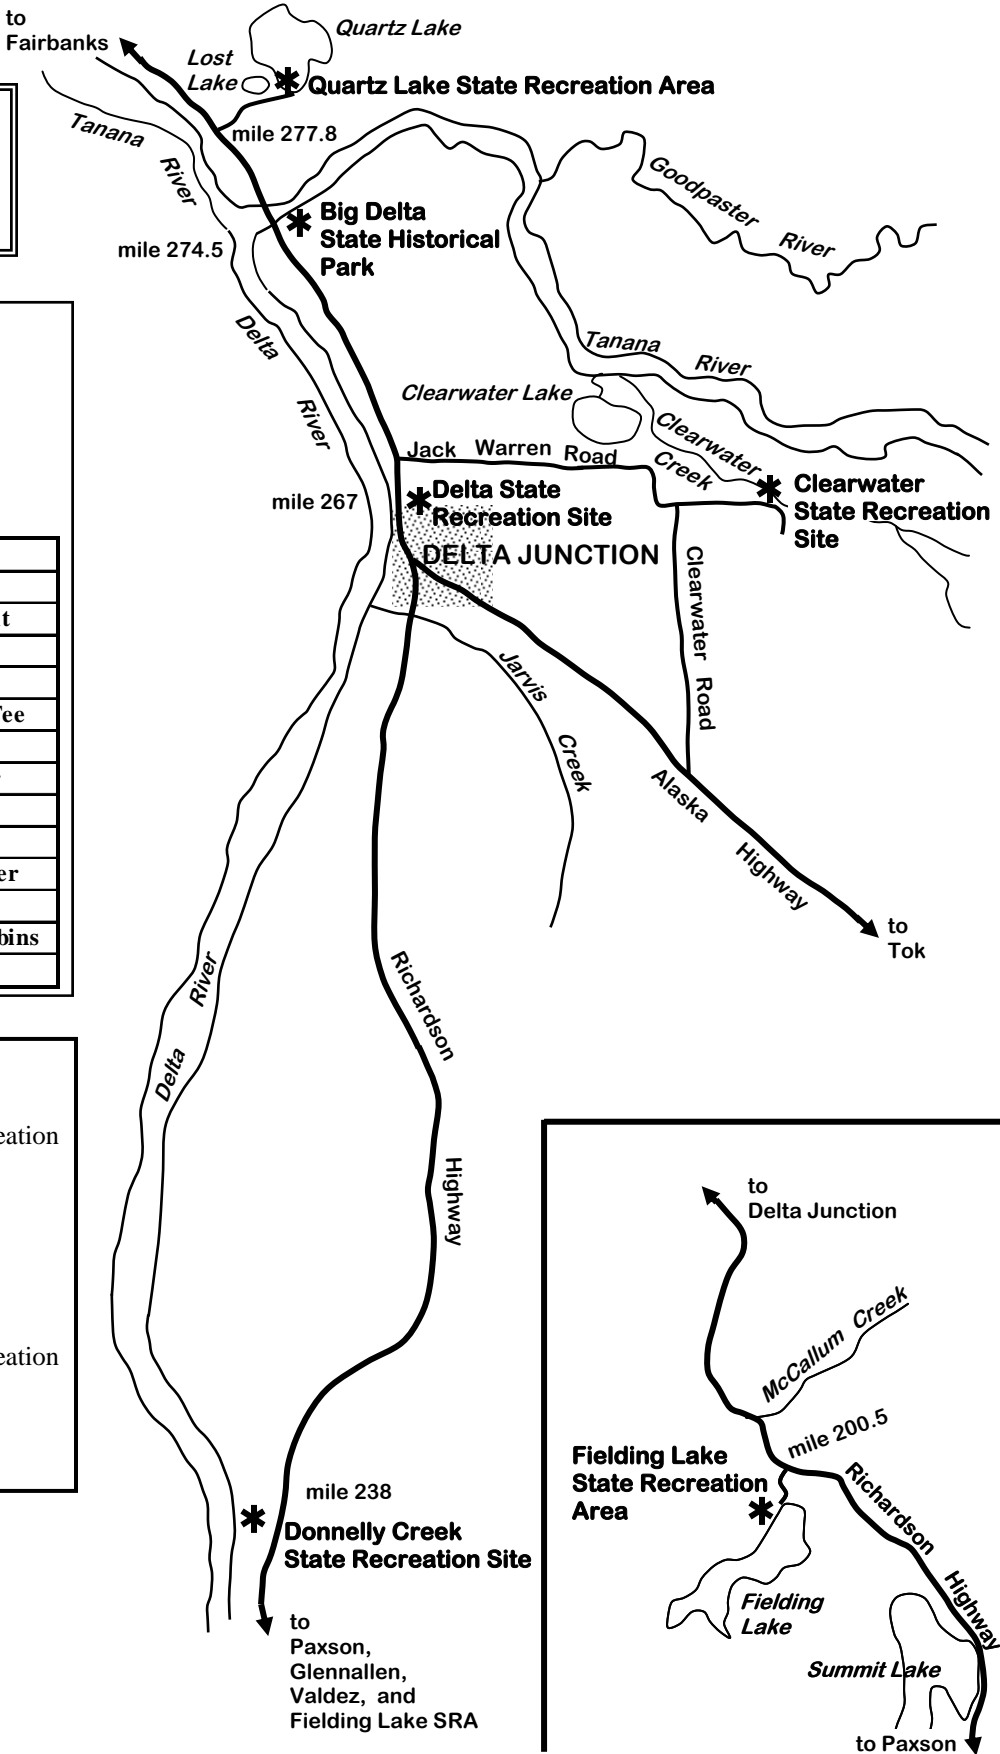 to
Fairbanks
Quartz Lake
Lost
Lake
Quartz Lake State Recreation Area
mile 277.8
Tanana
River
Goodpaster
River
Big Delta
State Historical
Park
mile 274.5
Delta
River
Tanana
River
Clearwater Lake
Clearwater
Creek
Jack Warren Road
mile 267
Delta State
Recreation Site
Clearwater
State Recreation
Site
DELTA JUNCTION
Clearwater Road
Jarvis
Creek
Alaska
Highway
to
Tok
Richardson
Highway
River
Delta
mile 238
Donnelly Creek
State Recreation Site
to
Paxson,
Glennallen,
Valdez, and
Fielding Lake SRA
to
Delta Junction
McCallum Creek
mile 200.5
Fielding Lake
State Recreation
Area
Richardson
Highway
Fielding
Lake
Summit Lake
to Paxson